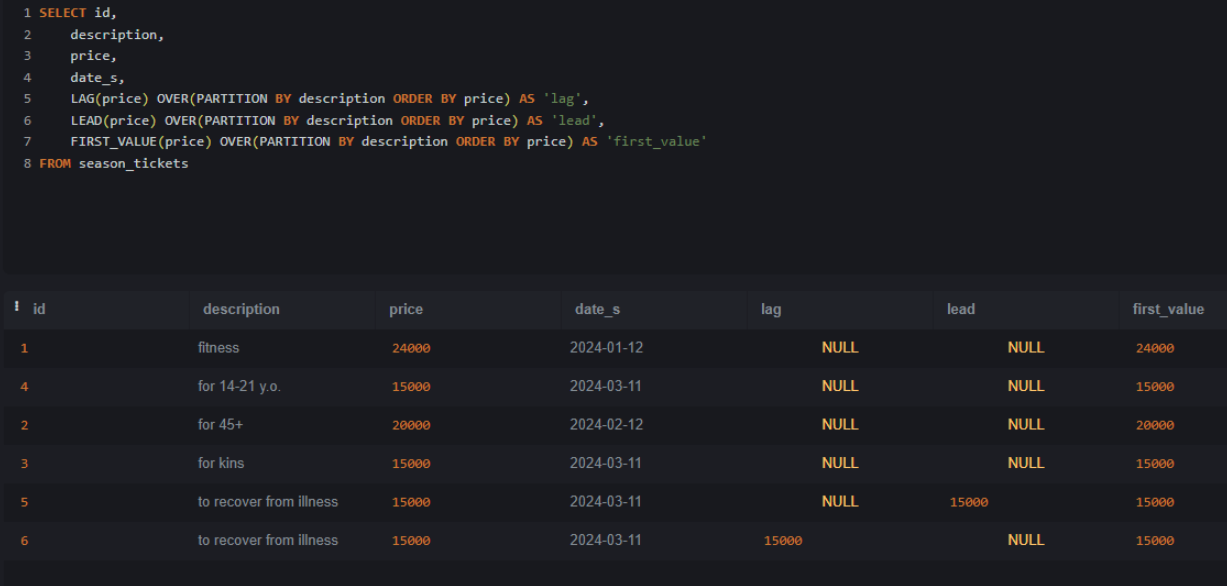 1 SELECT id,
2 description,
3 price,
4 date_s,
5 LAG(price) OVER(PARTITION BY description ORDER BY price) AS 'lag',
6 LEAD(price) OVER(PARTITION BY description ORDER BY price) AS 'lead',
7 FIRST_VALUE(price) OVER(PARTITION BY description ORDER BY price) AS 'first_value'
8 FROM season_tickets
id description price date_s lag lead first_value
1 fitness 24000 2024-01-12 NULL NULL 24000
4 for 14-21 y.o. 15000 2024-03-11 NULL NULL 15000
2 for 45+ 20000 2024-02-12 NULL NULL 20000
3 for kins 15000 2024-03-11 NULL NULL 15000
5 to recover from illness 15000 2024-03-11 NULL 15000 15000
6 to recover from illness 15000 2024-03-11 15000 NULL 15000